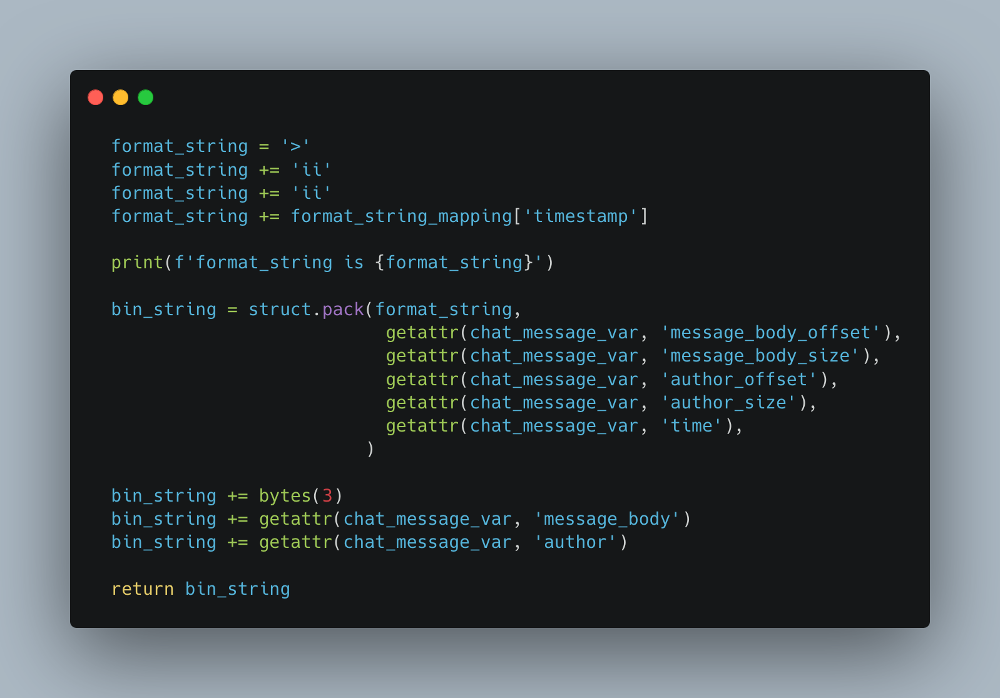 format_string = '>'
format_string += 'ii'
format_string += 'ii'
format_string += format_string_mapping['timestamp']
print(f'format_string is {format_string}')
bin_string = struct.pack(format_string,
getattr(chat_message_var, 'message_body_offset'),
getattr(chat_message_var, 'message_body_size'),
getattr(chat_message_var, 'author_offset'),
getattr(chat_message_var, 'author_size'),
getattr(chat_message_var, 'time'),
)
bin_string += bytes(3)
bin_string += getattr(chat_message_var, 'message_body')
bin_string += getattr(chat_message_var, 'author')
return bin_string